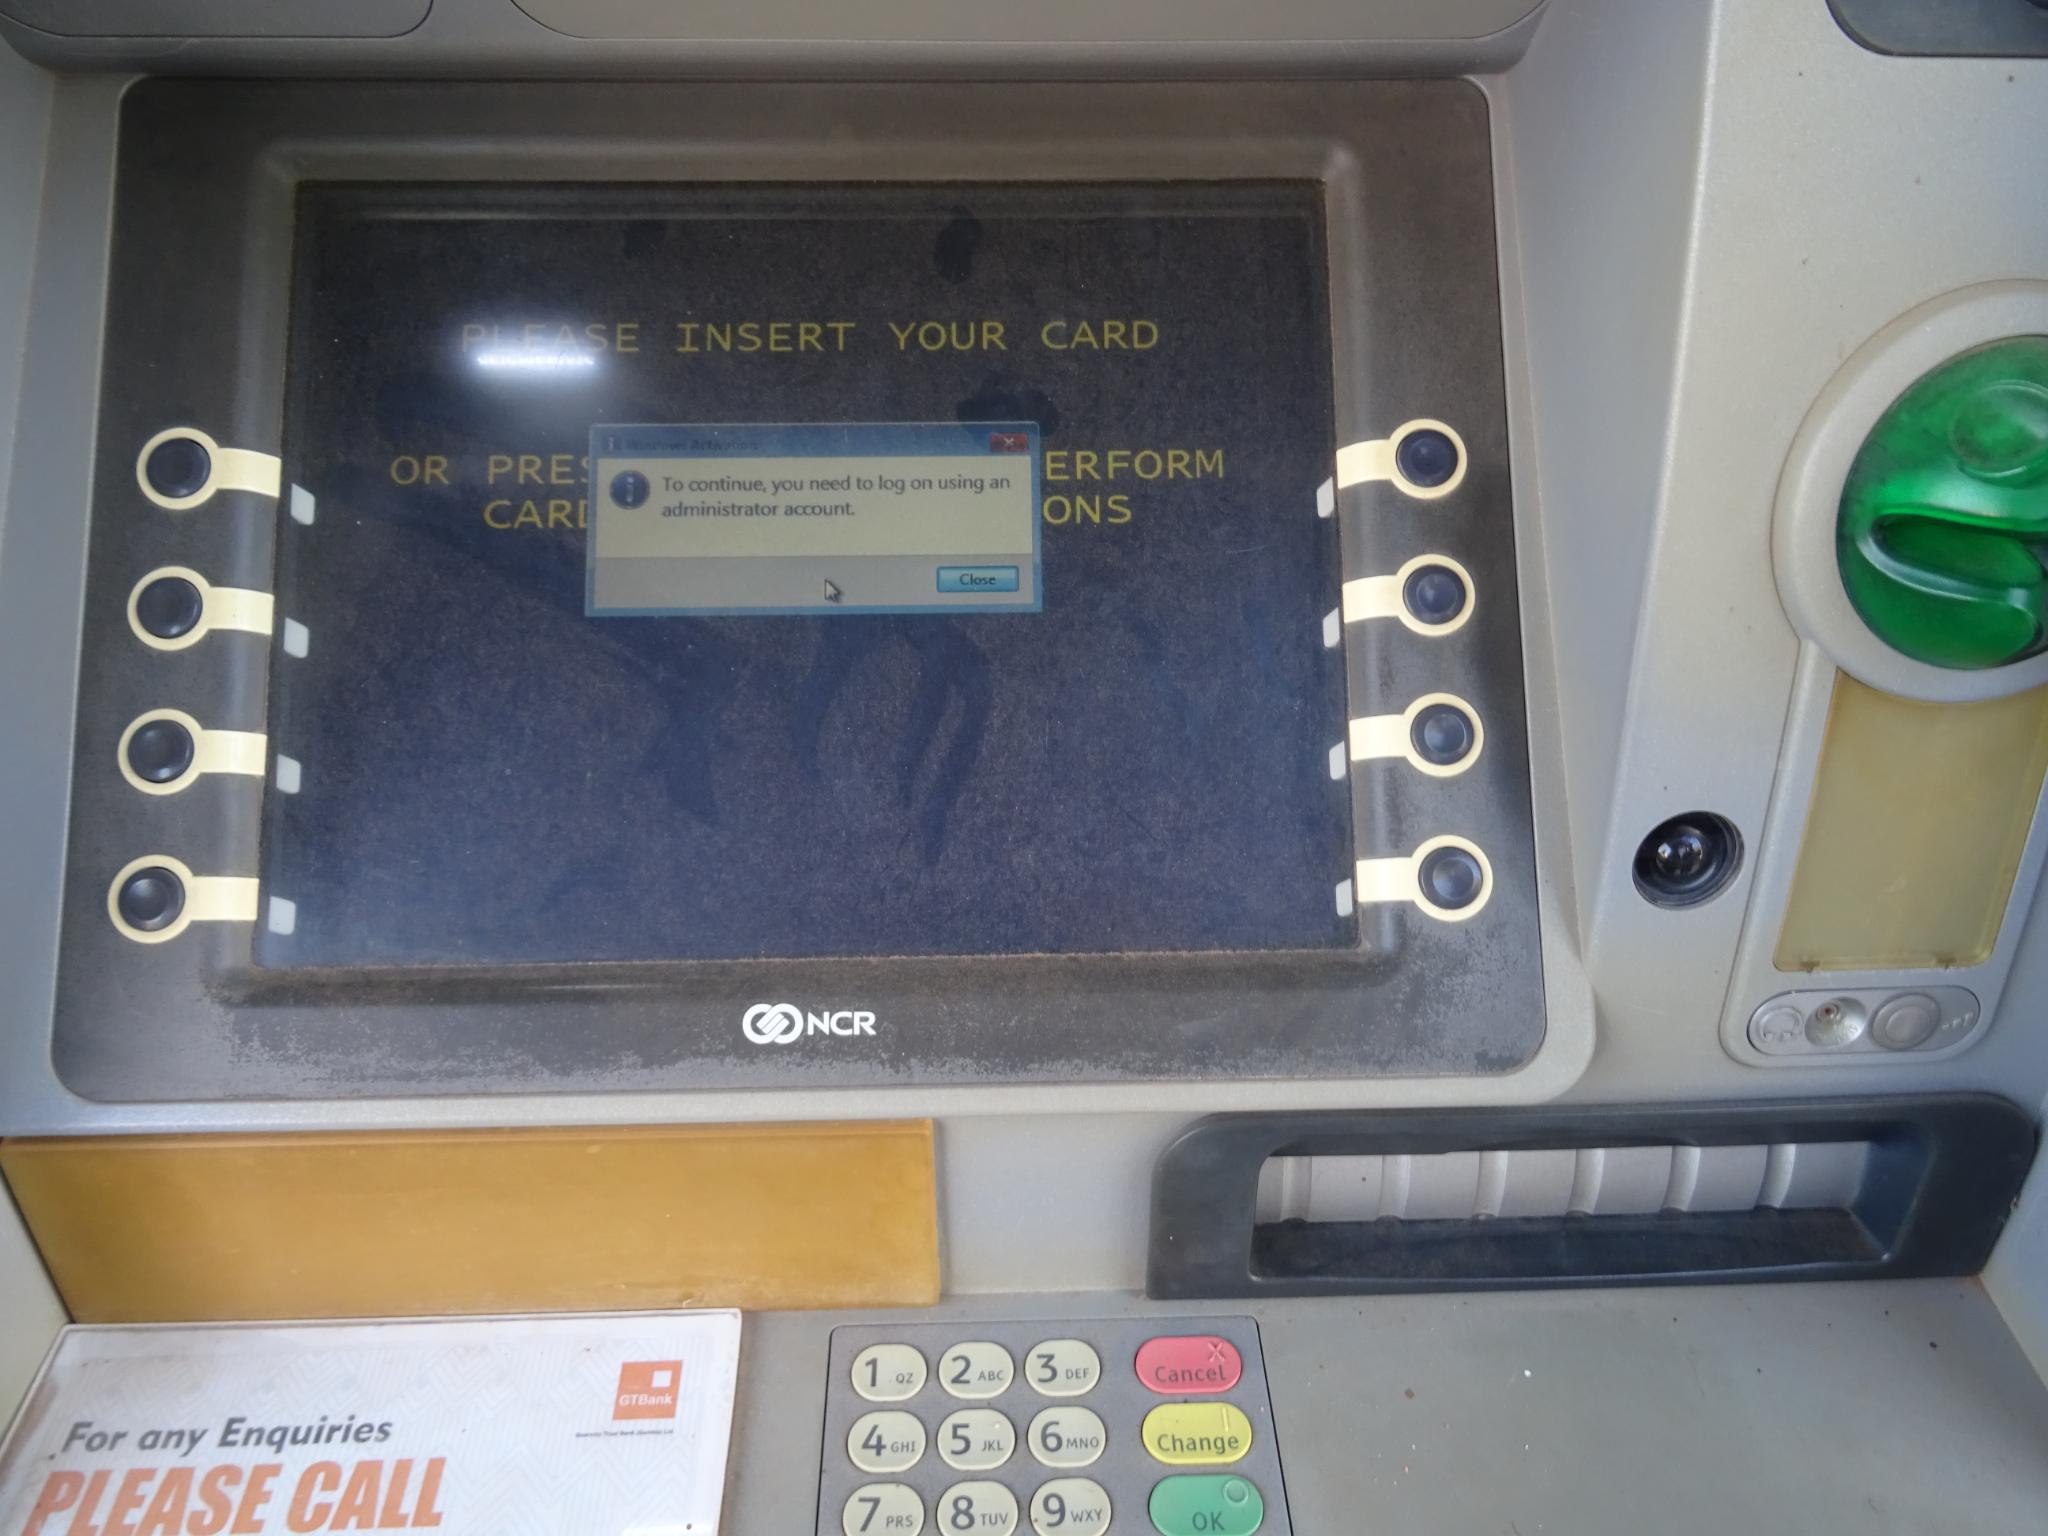 PLEASE INSERT YOUR CARD
OR PRES ERFORM
CARD ONS
Windows Activation
To continue, you need to log on using an
administrator account.
Close
NCR
GTBank
For any Enquiries
PLEASE CALL
1 QZ 2 ABC 3 DEF Cancel
4 GHI 5 JKL 6 MNO Change
7 PRS 8 TUV 9 WXY OK